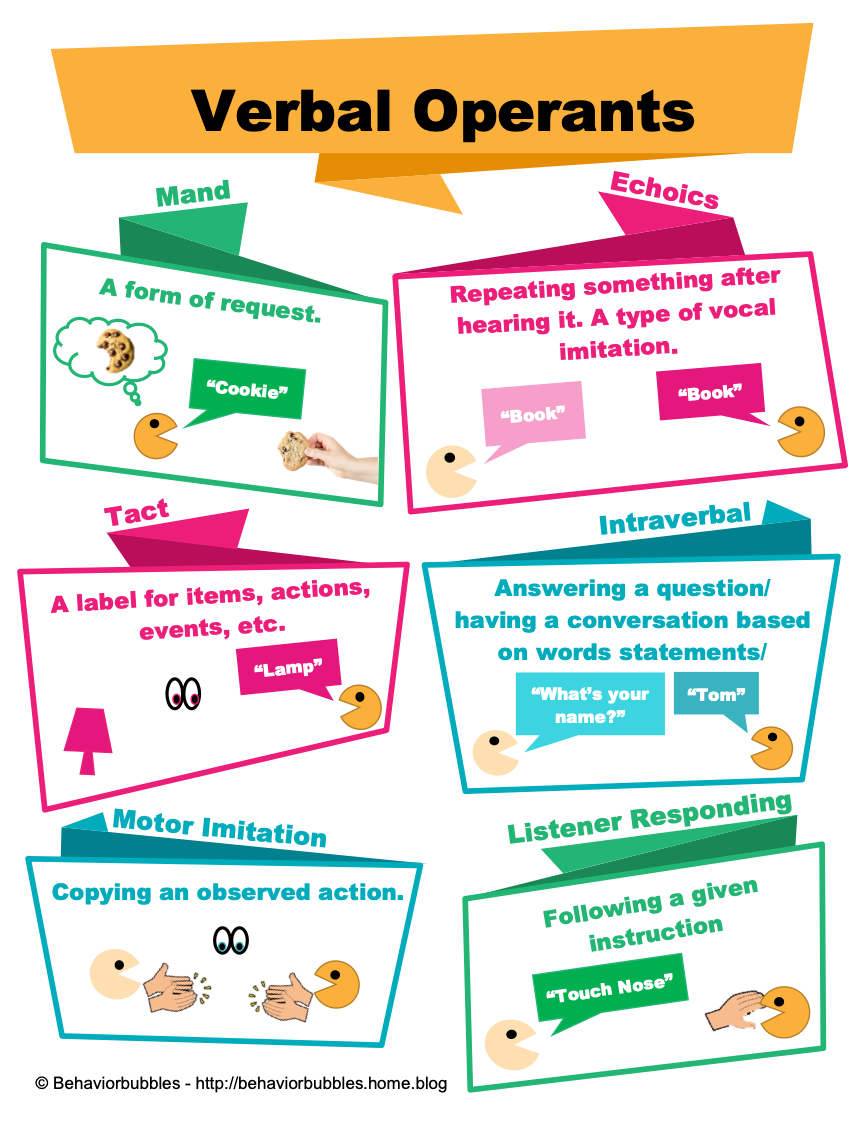 Verbal Operants
Mand
A form of request.
“Cookie”
Echoics
Repeating something after
hearing it. A type of vocal
imitation.
“Book”
“Book”
Tact
A label for items, actions,
events, etc.
“Lamp”
Intraverbal
Answering a question/
having a conversation based
on words statements/
“What’s your
name?”
“Tom”
Motor Imitation
Copying an observed action.
Listener Responding
Following a given
instruction
“Touch Nose”
© Behaviorbubbles - http://behaviorbubbles.home.blog